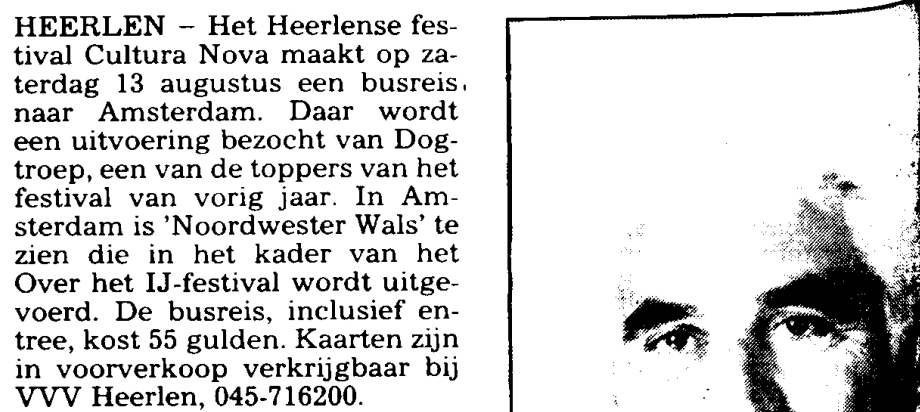 HEERLEN – Het Heerlense fes-
tival Cultura Nova maakt op za-
terdag 13 augustus een busreis
naar Amsterdam. Daar wordt
een uitvoering bezocht van Dog-
troep, een van de toppers van het
festival van vorig jaar. In Am-
sterdam is 'Noordwester Wals' te
zien die in het kader van het
Over het IJ-festival wordt uitge-
voerd. De busreis, inclusief en-
tree, kost 55 gulden. Kaarten zijn
in voorverkoop verkrijgbaar bij
VVV Heerlen, 045-716200.